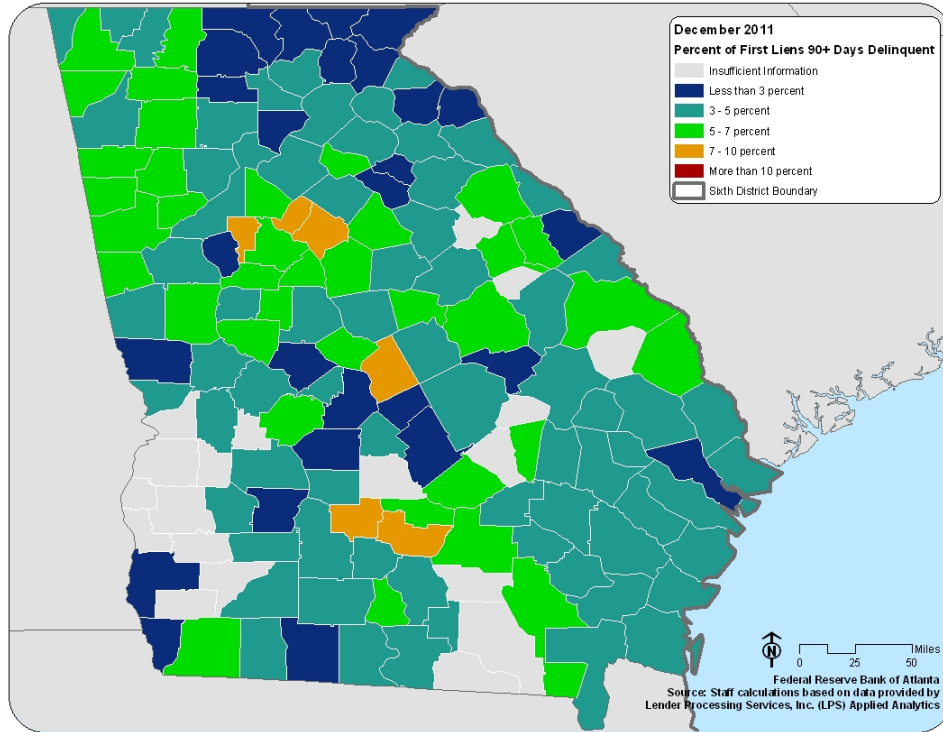 December 2011
Percent of First Liens 90+ Days Delinquent
Insufficient Information
Less than 3 percent
3 - 5 percent
5 - 7 percent
7 - 10 percent
More than 10 percent
Sixth District Boundary
N
Miles
0 25 50
Federal Reserve Bank of Atlanta
Source: Staff calculations based on data provided by
Lender Processing Services, Inc. (LPS) Applied Analytics